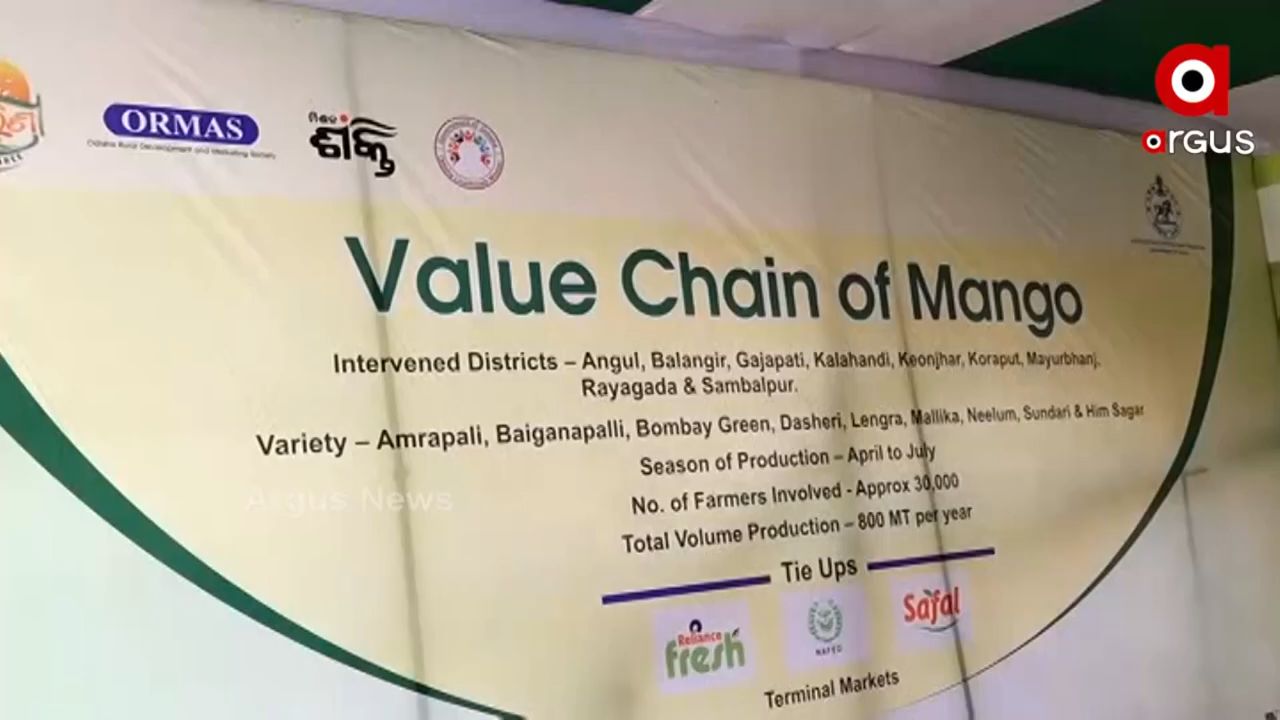 ORMAS
Odisha Rural Development and Marketing Society
ମିଶନ
ଶକ୍ତି
argus
Value Chain of Mango
Intervened Districts – Angul, Balangir, Gajapati, Kalahandi, Keonjhar, Koraput, Mayurbhanj,
Rayagada & Sambalpur.
Variety – Amrapali, Baiganapalli, Bombay Green, Dasheri, Lengra, Mallika, Neelum, Sundari & Him Sagar
Season of Production – April to July
No. of Farmers Involved - Approx 30,000
Argus News
Total Volume Production – 800 MT per year
Tie Ups
Reliance
fresh
NAFED
Safal
Terminal Markets